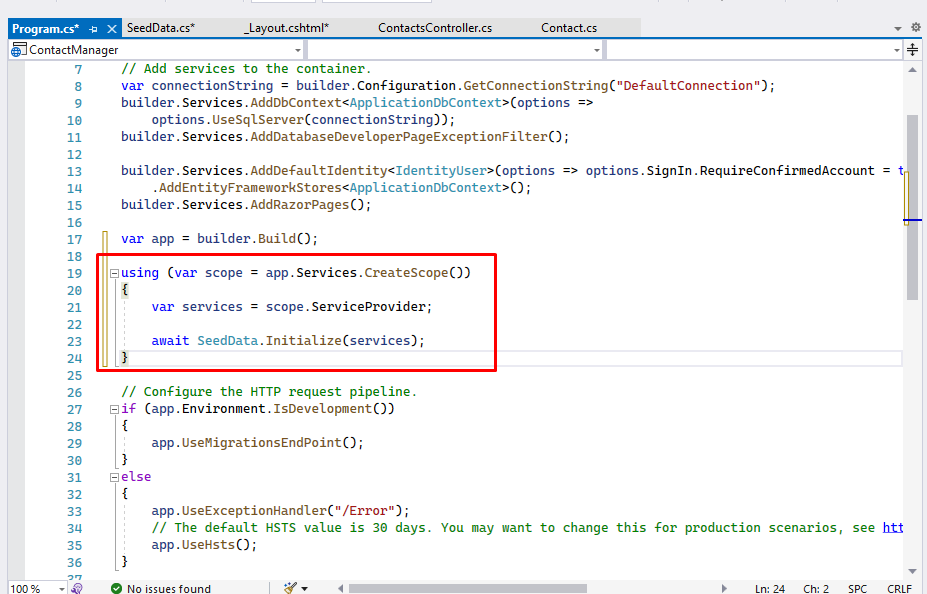 Program.cs*
SeedData.cs*
_Layout.cshtml*
ContactsController.cs
Contact.cs
ContactManager
7 // Add services to the container.
8 var connectionString = builder.Configuration.GetConnectionString("DefaultConnection");
9 builder.Services.AddDbContext<ApplicationDbContext>(options =>
10 options.UseSqlServer(connectionString));
11 builder.Services.AddDatabaseDeveloperPageExceptionFilter();
12
13 builder.Services.AddDefaultIdentity<IdentityUser>(options => options.SignIn.RequireConfirmedAccount = t
14 .AddEntityFrameworkStores<ApplicationDbContext>();
15 builder.Services.AddRazorPages();
16
17 var app = builder.Build();
18
19 using (var scope = app.Services.CreateScope())
20 {
21 var services = scope.ServiceProvider;
22
23 await SeedData.Initialize(services);
24 }
25
26 // Configure the HTTP request pipeline.
27 if (app.Environment.IsDevelopment())
28 {
29 app.UseMigrationsEndPoint();
30 }
31 else
32 {
33 app.UseExceptionHandler("/Error");
34 // The default HSTS value is 30 days. You may want to change this for production scenarios, see htt
35 app.UseHsts();
36 }
37
100 %
No issues found
Ln: 24
Ch: 2
SPC
CRLF